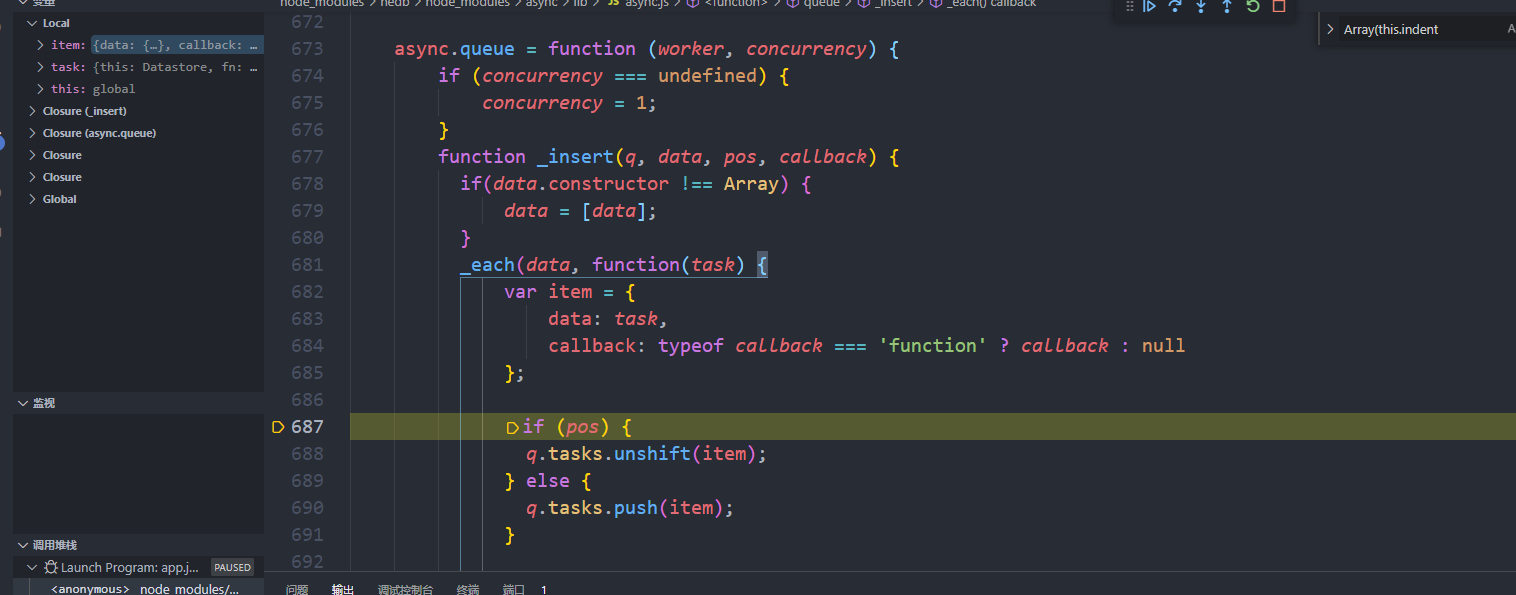 变量
node_modules > nedb > node_modules > async > lib > JS async.js > <function> > queue > _insert > _each() callback
Local
item: {data: {…}, callback: …
task: {this: Datastore, fn: …
this: global
Closure (_insert)
Closure (async.queue)
Closure
Closure
Global
监视
调用堆栈
Launch Program: app.j... PAUSED
<anonymous> node_modules/...
672
673 async.queue = function (worker, concurrency) {
674 if (concurrency === undefined) {
675 concurrency = 1;
676 }
677 function _insert(q, data, pos, callback) {
678 if(data.constructor !== Array) {
679 data = [data];
680 }
681 _each(data, function(task) {
682 var item = {
683 data: task,
684 callback: typeof callback === 'function' ? callback : null
685 };
686
687 if (pos) {
688 q.tasks.unshift(item);
689 } else {
690 q.tasks.push(item);
691 }
692
Array(this.indent
问题 输出 调试控制台 终端 端口 1